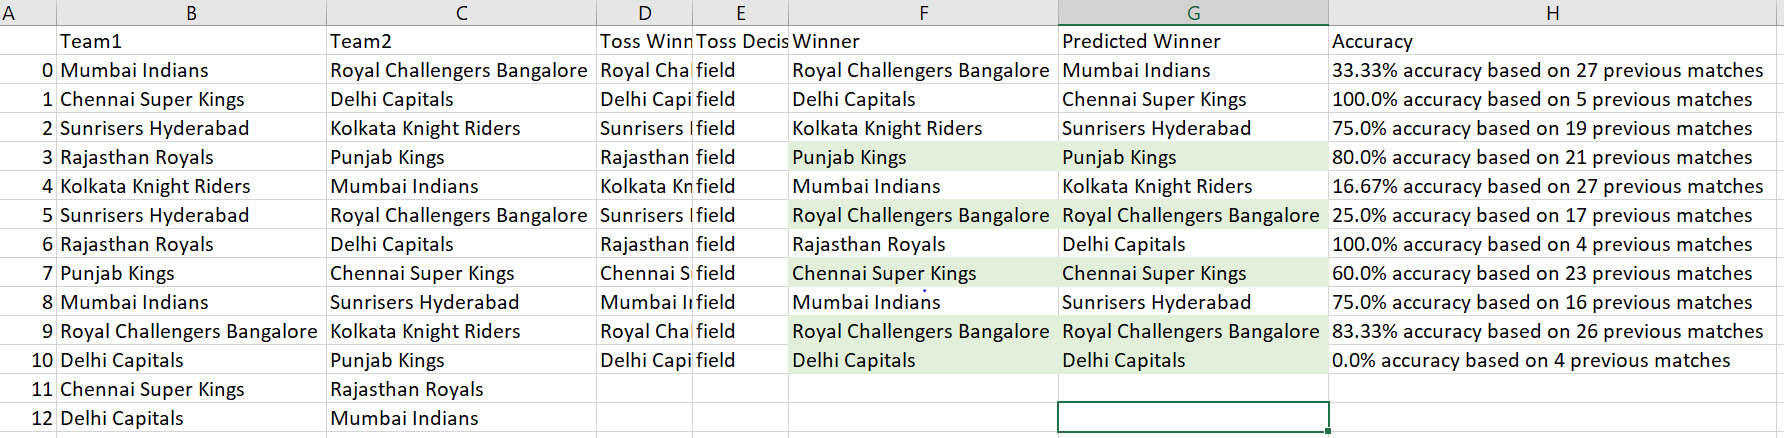 A B C D E F G H
Team1 Team2 Toss Winn Toss Decis Winner Predicted Winner Accuracy
0 Mumbai Indians Royal Challengers Bangalore Royal Cha field Royal Challengers Bangalore Mumbai Indians 33.33% accuracy based on 27 previous matches
1 Chennai Super Kings Delhi Capitals Delhi Capi field Delhi Capitals Chennai Super Kings 100.0% accuracy based on 5 previous matches
2 Sunrisers Hyderabad Kolkata Knight Riders Sunrisers field Kolkata Knight Riders Sunrisers Hyderabad 75.0% accuracy based on 19 previous matches
3 Rajasthan Royals Punjab Kings Rajasthan field Punjab Kings Punjab Kings 80.0% accuracy based on 21 previous matches
4 Kolkata Knight Riders Mumbai Indians Kolkata Kn field Mumbai Indians Kolkata Knight Riders 16.67% accuracy based on 27 previous matches
5 Sunrisers Hyderabad Royal Challengers Bangalore Sunrisers field Royal Challengers Bangalore Royal Challengers Bangalore 25.0% accuracy based on 17 previous matches
6 Rajasthan Royals Delhi Capitals Rajasthan field Rajasthan Royals Delhi Capitals 100.0% accuracy based on 4 previous matches
7 Punjab Kings Chennai Super Kings Chennai S field Chennai Super Kings Chennai Super Kings 60.0% accuracy based on 23 previous matches
8 Mumbai Indians Sunrisers Hyderabad Mumbai I field Mumbai Indians Sunrisers Hyderabad 75.0% accuracy based on 16 previous matches
9 Royal Challengers Bangalore Kolkata Knight Riders Royal Cha field Royal Challengers Bangalore Royal Challengers Bangalore 83.33% accuracy based on 26 previous matches
10 Delhi Capitals Punjab Kings Delhi Capi field Delhi Capitals Delhi Capitals 0.0% accuracy based on 4 previous matches
11 Chennai Super Kings Rajasthan Royals
12 Delhi Capitals Mumbai Indians